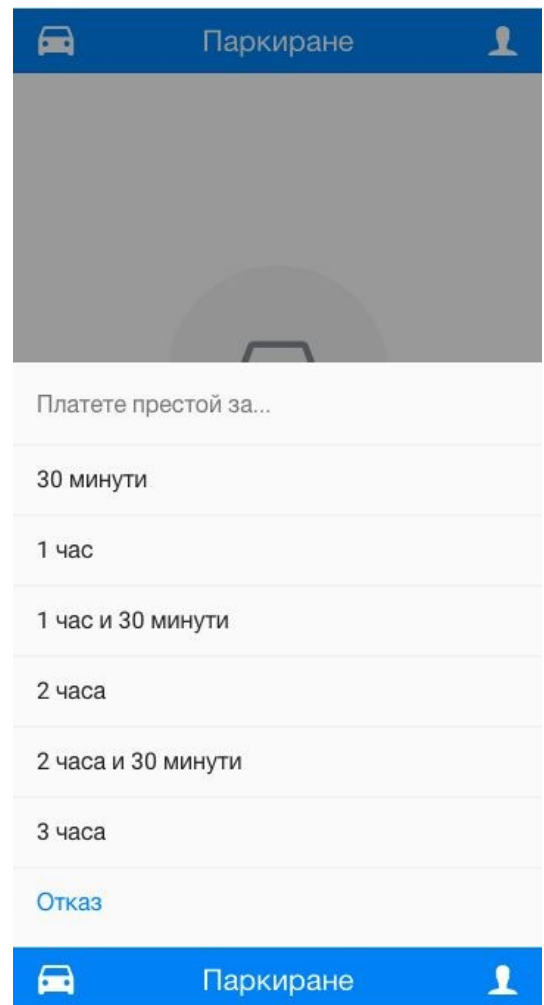 Паркиране
Платете престой за...
30 минути
1 час
1 час и 30 минути
2 часа
2 часа и 30 минути
3 часа
Отказ
Паркиране